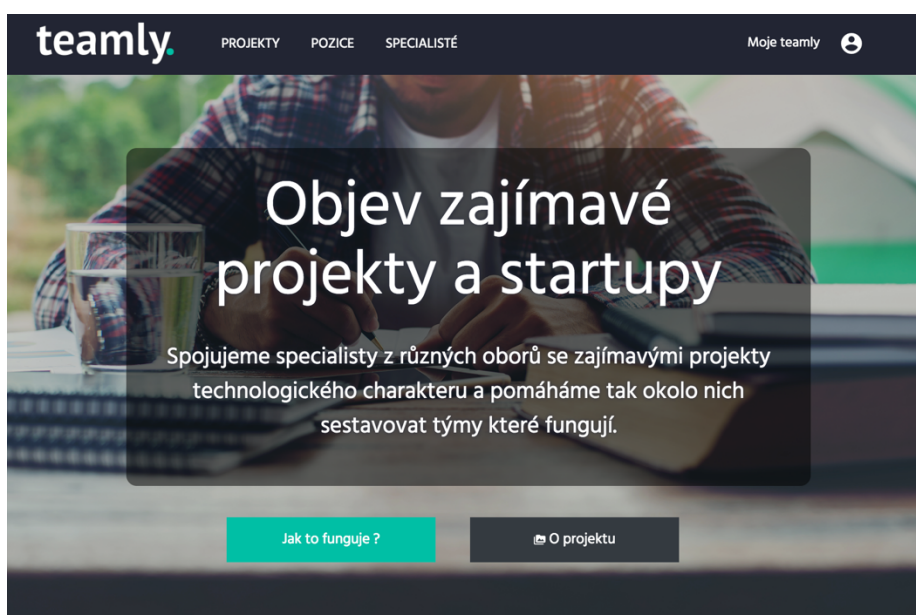 teamly.
PROJEKTY
POZICE
SPECIALISTÉ
Moje teamly
Objev zajímavé
projekty a startupy
Spojujeme specialisty z různých oborů se zajímavými projekty
technologického charakteru a pomáháme tak okolo nich
sestavovat týmy které fungují.
Jak to funguje ?
O projektu